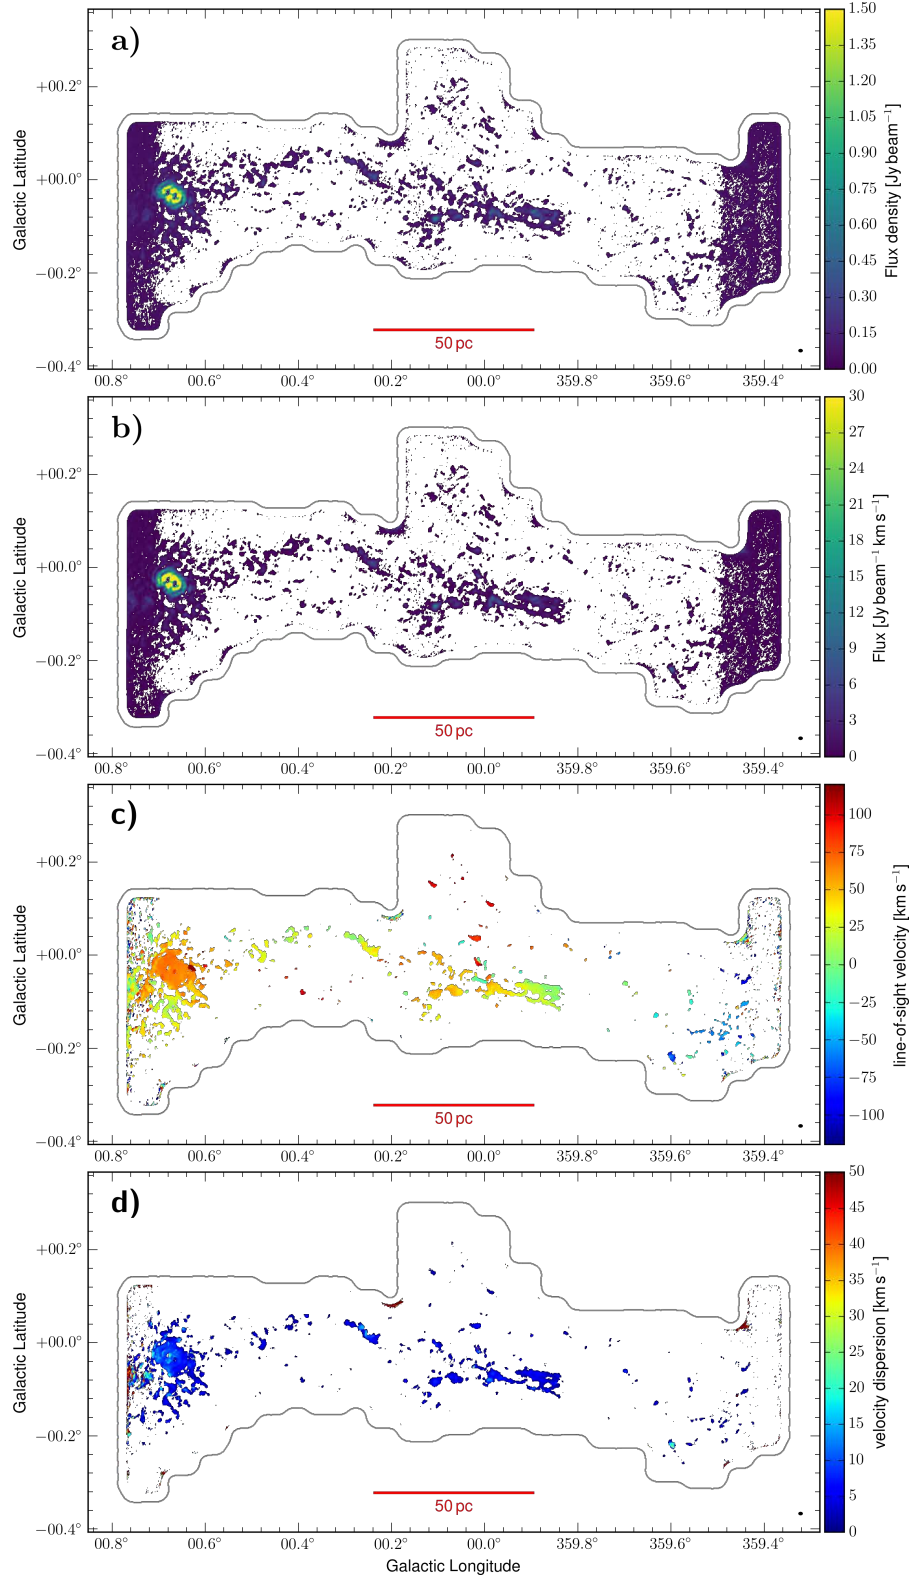 a)
Galactic Latitude
+00.2°
+00.0°
−00.2°
−00.4°
00.8° 00.6° 00.4° 00.2° 00.0° 359.8° 359.6° 359.4°
50 pc
1.50
1.35
1.20
1.05
0.90
0.75
0.60
0.45
0.30
0.15
0.00
Flux density [Jy beam⁻¹]
b)
Galactic Latitude
+00.2°
+00.0°
−00.2°
−00.4°
00.8° 00.6° 00.4° 00.2° 00.0° 359.8° 359.6° 359.4°
50 pc
30
27
24
21
18
15
12
9
6
3
0
Flux [Jy beam⁻¹ km s⁻¹]
c)
Galactic Latitude
+00.2°
+00.0°
−00.2°
−00.4°
00.8° 00.6° 00.4° 00.2° 00.0° 359.8° 359.6° 359.4°
50 pc
100
75
50
25
0
−25
−50
−75
−100
line-of-sight velocity [km s⁻¹]
d)
Galactic Latitude
+00.2°
+00.0°
−00.2°
−00.4°
00.8° 00.6° 00.4° 00.2° 00.0° 359.8° 359.6° 359.4°
50 pc
50
45
40
35
30
25
20
15
10
5
0
velocity dispersion [km s⁻¹]
Galactic Longitude